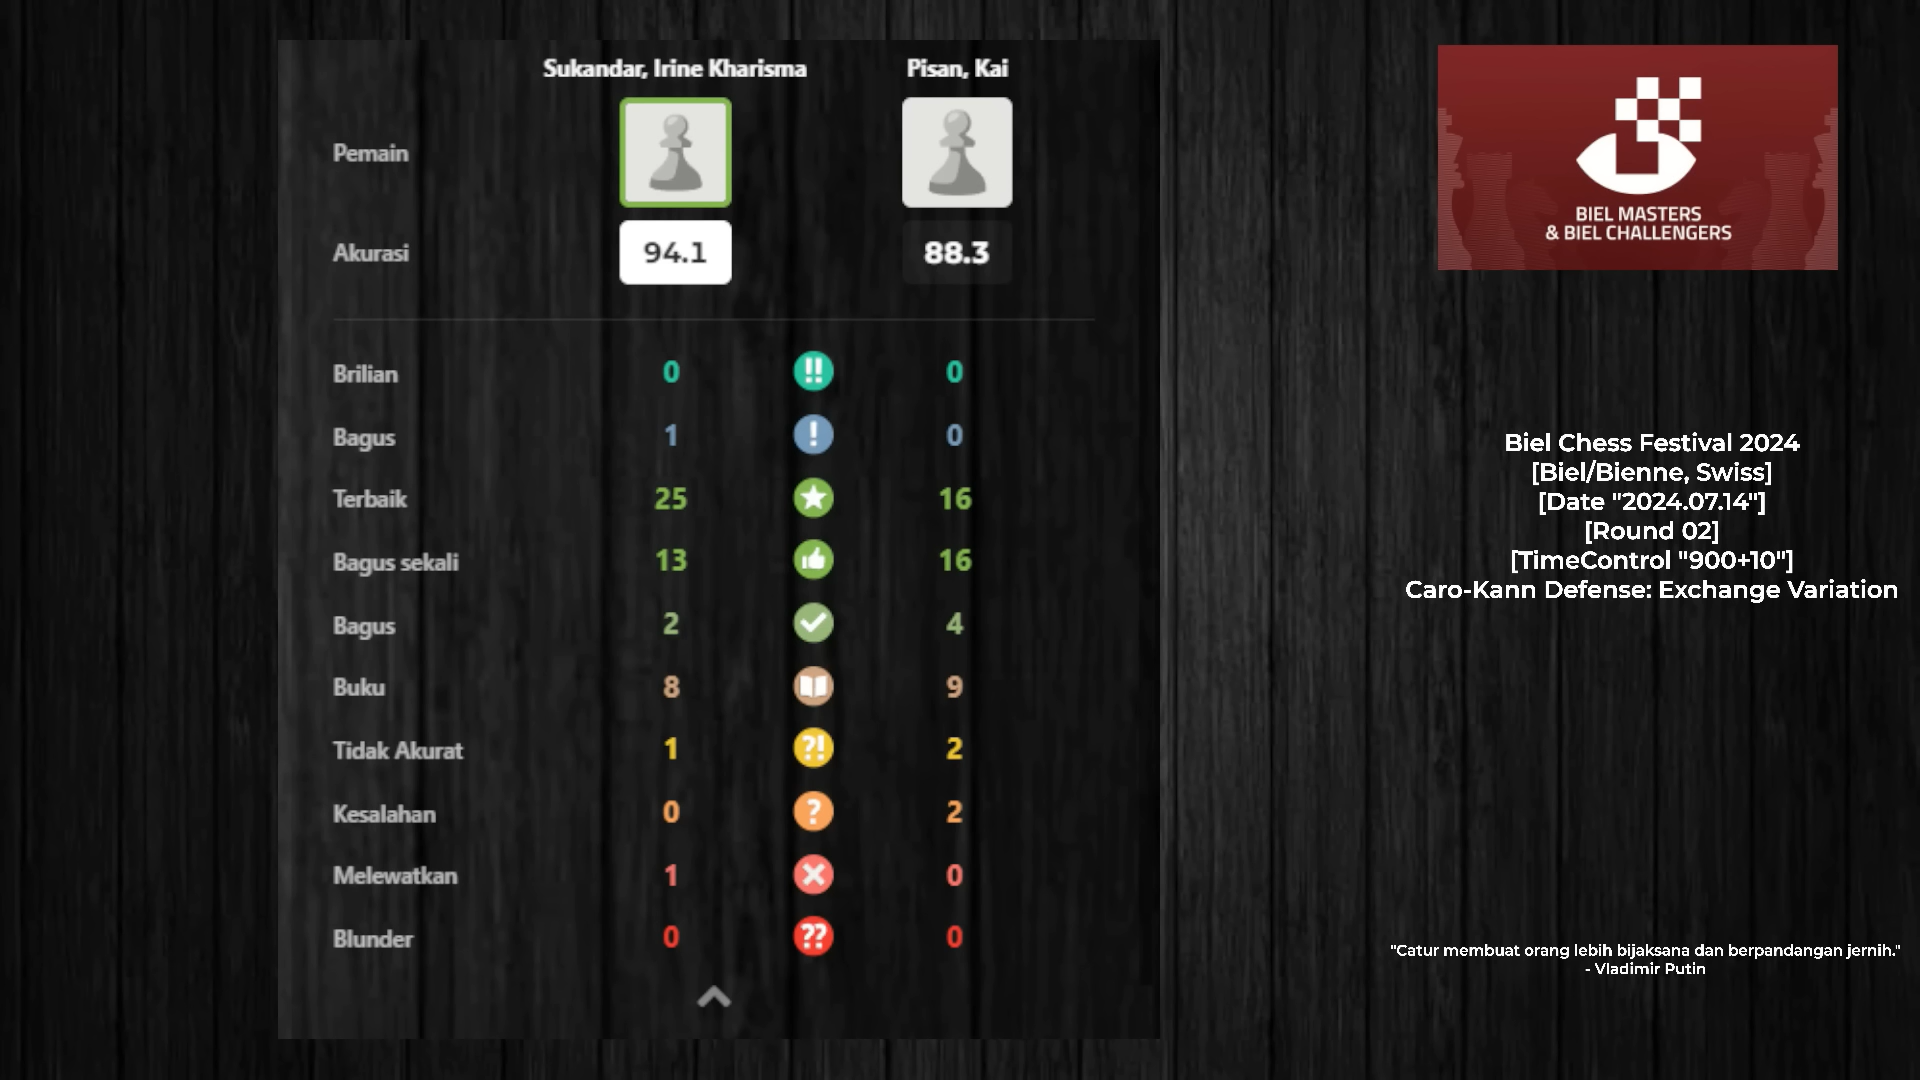 Sukandar, Irine Kharisma Pisan, Kai
Pemain
Akurasi 94.1 88.3
Brilian 0 !! 0
Bagus 1 ! 0
Terbaik 25 16
Bagus sekali 13 16
Bagus 2 4
Buku 8 9
Tidak Akurat 1 ?! 2
Kesalahan 0 ? 2
Melewatkan 1 0
Blunder 0 ?? 0
BIEL MASTERS
& BIEL CHALLENGERS
Biel Chess Festival 2024
[Biel/Bienne, Swiss]
[Date "2024.07.14"]
[Round 02]
[TimeControl "900+10"]
Caro-Kann Defense: Exchange Variation
"Catur membuat orang lebih bijaksana dan berpandangan jernih."
- Vladimir Putin